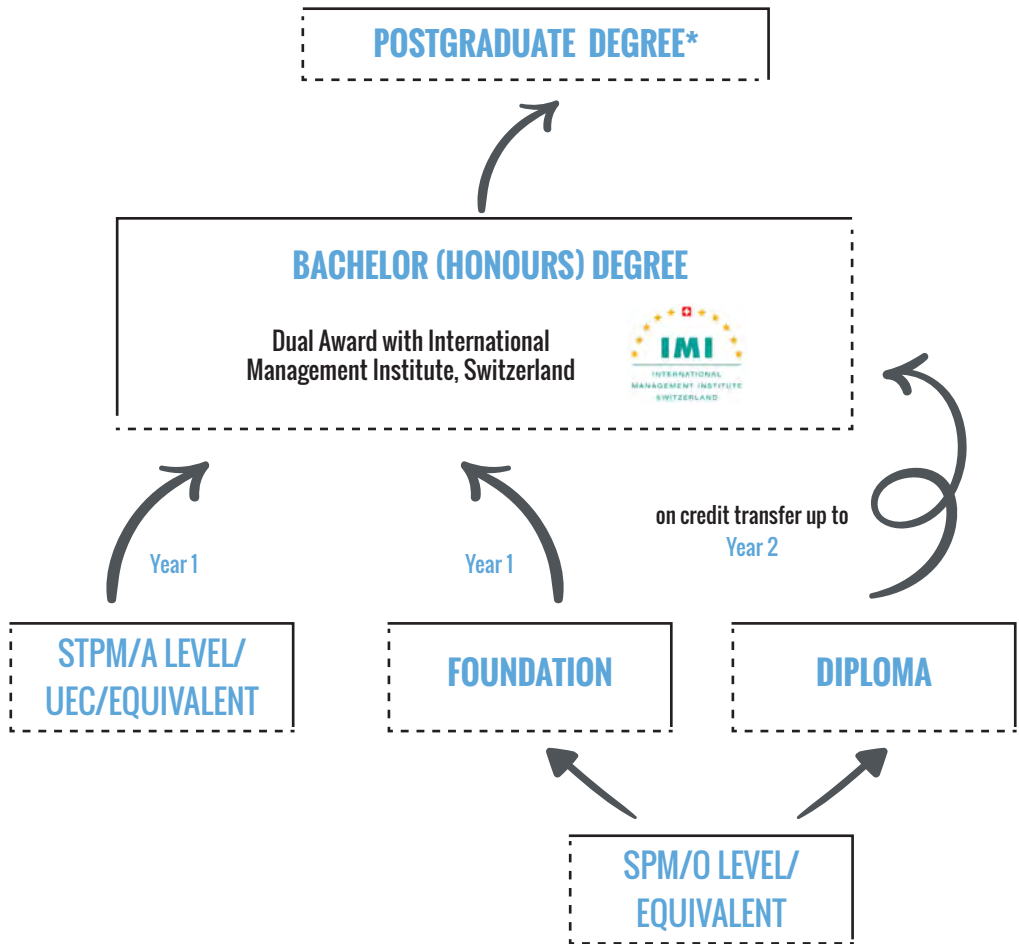 POSTGRADUATE DEGREE*
BACHELOR (HONOURS) DEGREE
Dual Award with International
Management Institute, Switzerland
IMI
INTERNATIONAL
MANAGEMENT INSTITUTE
SWITZERLAND
on credit transfer up to
Year 2
Year 1
Year 1
STPM/A LEVEL/
UEC/EQUIVALENT
FOUNDATION
DIPLOMA
SPM/O LEVEL/
EQUIVALENT